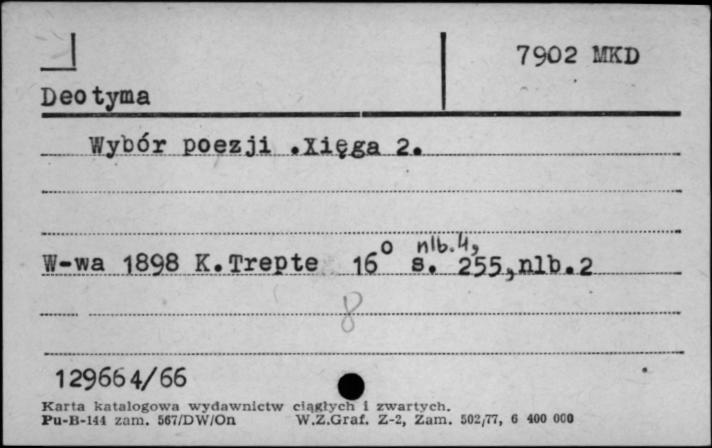 7902 MKD
Deotyma
Wybór poezji .Xięga 2.
W-wa 1898 K.Trepte 16° nlb.4, s. 255,nlb.2
8
129664/66
Karta katalogowa wydawnictw ciągłych i zwartych.
Pu-B-144 zam. 567/DW/On W.Z.Graf. Z-2, Zam. 502/77, 6 400 000